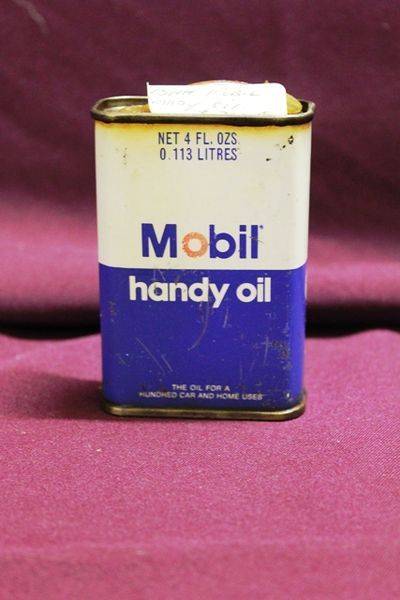 NET 4 FL. OZS.
0.113 LITRES
Mobil
handy oil
THE OIL FOR A
HUNDRED CAR AND HOME USES